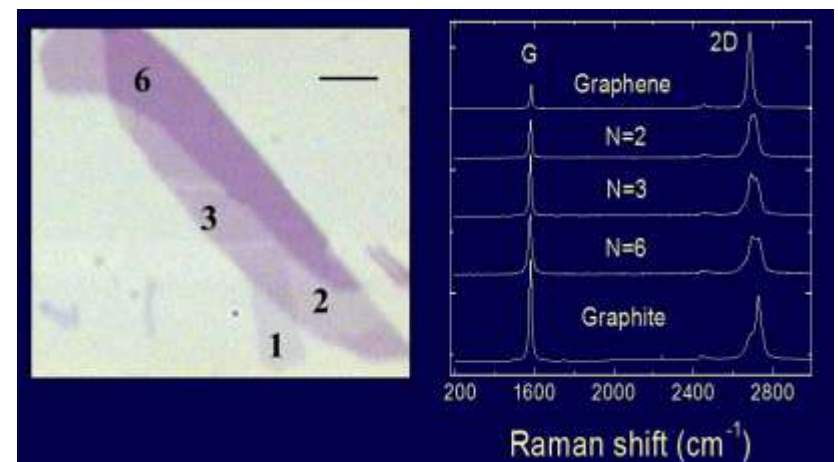 6
3
2
1
G
2D
Graphene
N=2
N=3
N=6
Graphite
200 1600 2000 2400 2800
Raman shift (cm⁻¹)